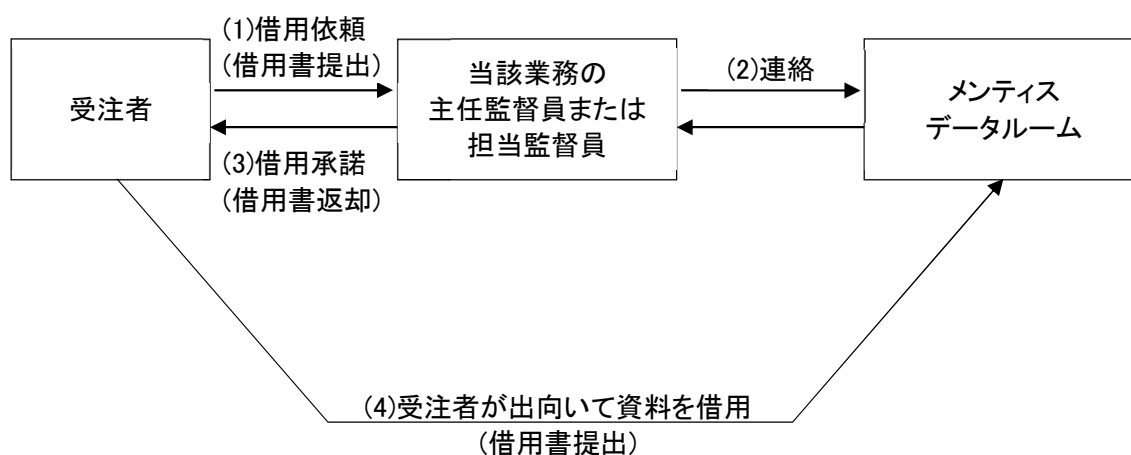 (1)借用依頼
(借用書提出)
受注者
当該業務の
主任監督員または
担当監督員
(2)連絡
メンティス
データルーム
(3)借用承諾
(借用書返却)
(4)受注者が出向いて資料を借用
(借用書提出)